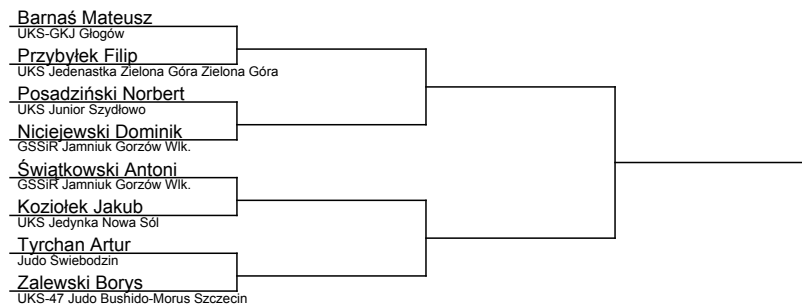 Barnaś Mateusz
UKS-GKJ Głogów
Przybyłek Filip
UKS Jedenastka Zielona Góra Zielona Góra
Posadziński Norbert
UKS Junior Szydłowo
Niciejewski Dominik
GSSiR Jamniuk Gorzów Wlk.
Świątkowski Antoni
GSSiR Jamniuk Gorzów Wlk.
Koziołek Jakub
UKS Jedynka Nowa Sól
Tyrchan Artur
Judo Świebodzin
Zalewski Borys
UKS-47 Judo Bushido-Morus Szczecin